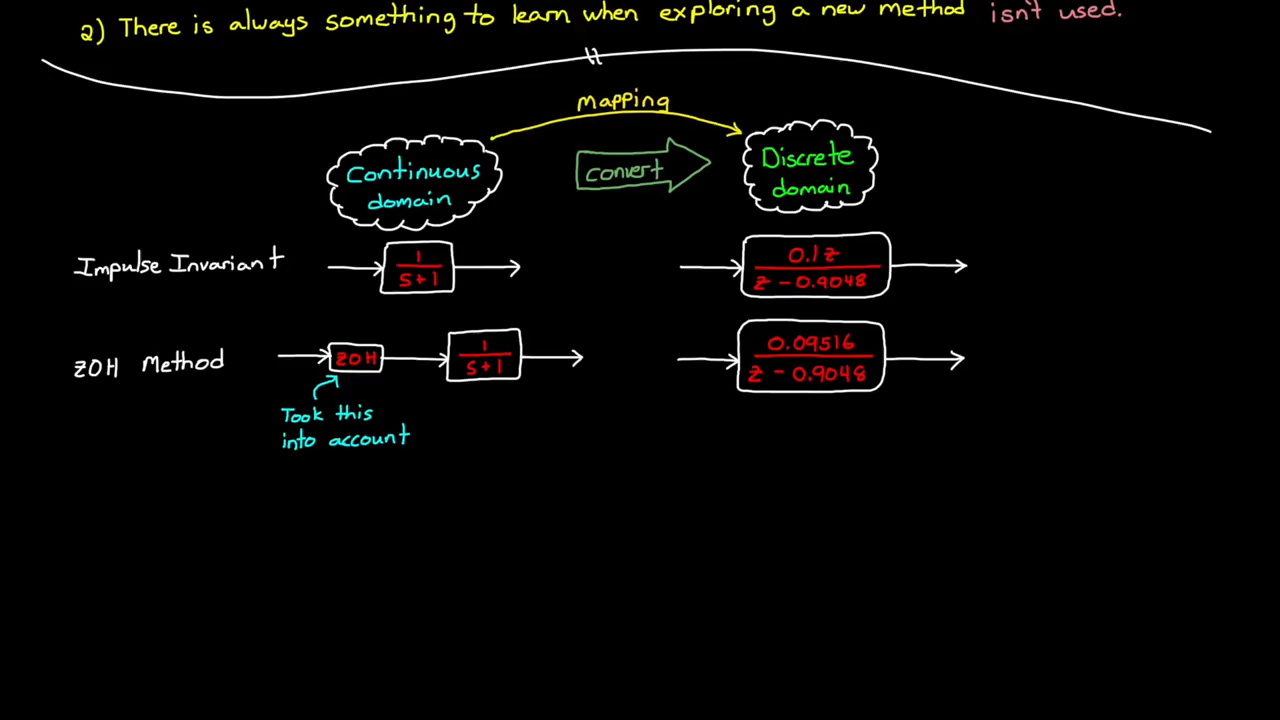 2) There is always something to learn when exploring a new method isn't used.
mapping
Continuous domain
convert
Discrete domain
Impulse Invariant
1
s+1
0.1z
z - 0.9048
ZOH Method
ZOH
1
s+1
0.09516
z - 0.9048
Took this
into account